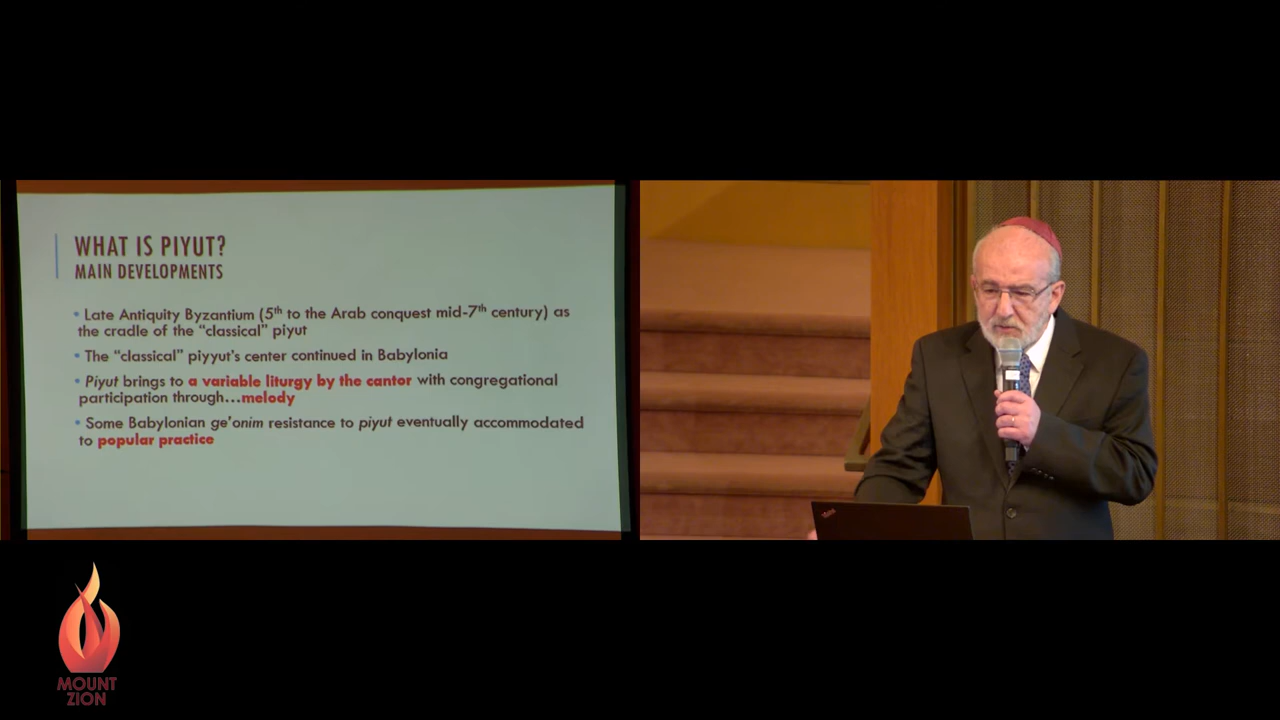 WHAT IS PIYUT?
MAIN DEVELOPMENTS
• Late Antiquity Byzantium (5th to the Arab conquest mid-7th century) as
the cradle of the “classical” piyut
• The “classical” piyyut's center continued in Babylonia
• Piyut brings to a variable liturgy by the cantor with congregational
participation through...melody
• Some Babylonian ge'onim resistance to piyut eventually accommodated
to popular practice
MOUNT
ZION